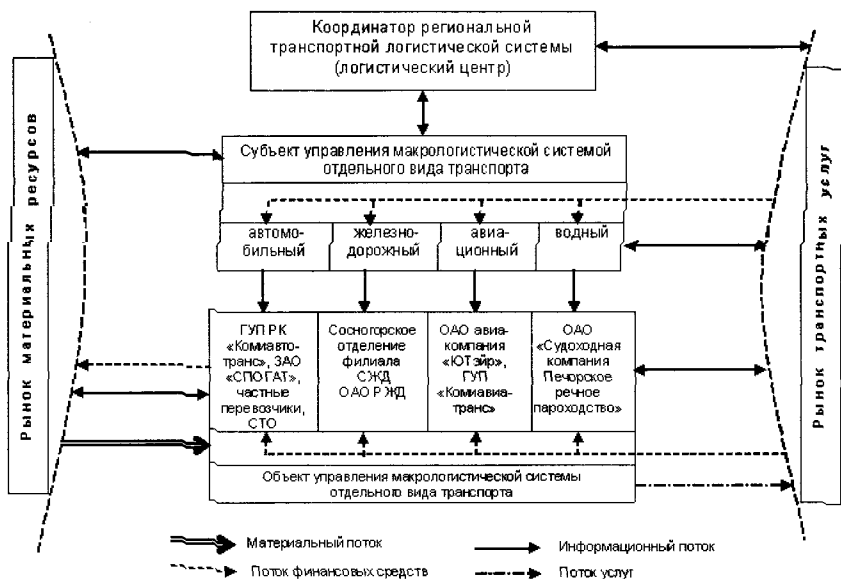 Координатор региональной
транспортной логистической системы
(логистический центр)
Рынок материальных ресурсов
Рынок транспортных услуг
Субъект управления макрологистической системой
отдельного вида транспорта
автомо-
бильный
железно-
дорожный
авиа-
ционный
водный
ГУП РК
«Комиавто-
транс», ЗАО
«СПОГАТ»,
частные
перевозчики,
СТО
Сосногорское
отделение
филиала
СЖД
ОАО РЖД
ОАО авиа-
компания
«ЮТэйр»,
ГУП
«Комиавиа-
транс»
ОАО
«Судоходная
компания
Печорское
речное
пароходство»
Объект управления макрологистической системы
отдельного вида транспорта
Материальный поток
Информационный поток
Поток финансовых средств
Поток услуг